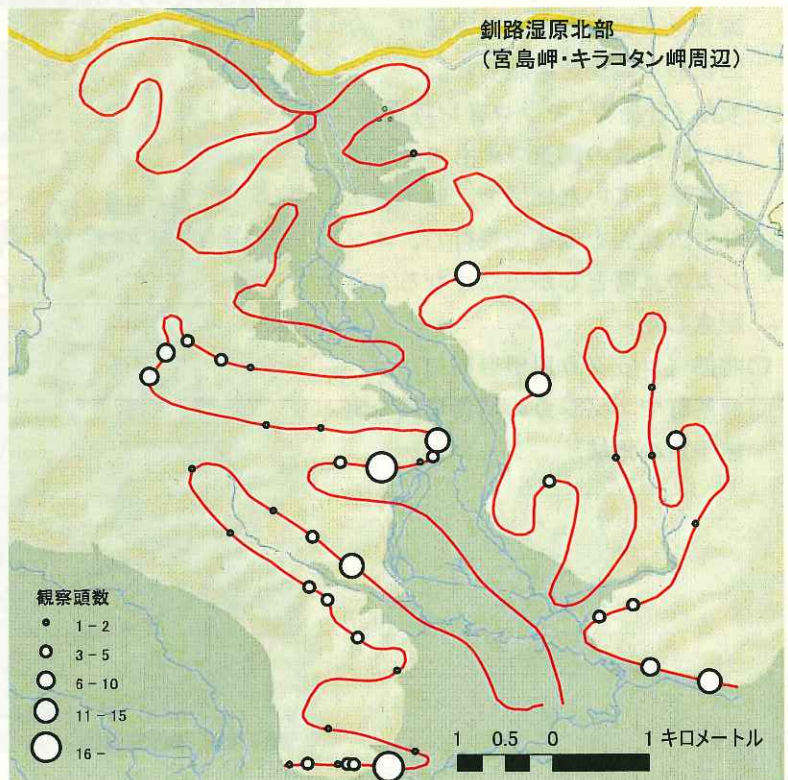 釧路湿原北部
(宮島岬・キラコタン岬周辺)
観察頭数
1-2
3-5
6-10
11-15
16-
1 0.5 0 1 キロメートル